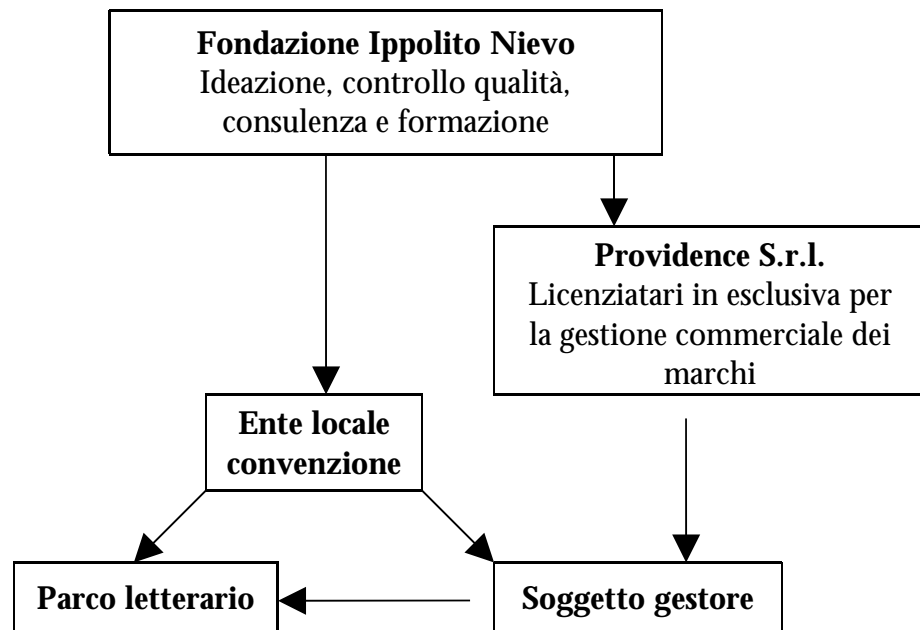 Fondazione Ippolito Nievo
Ideazione, controllo qualità,
consulenza e formazione
Providence S.r.l.
Licenziatari in esclusiva per
la gestione commerciale dei
marchi
Ente locale
convenzione
Parco letterario
Soggetto gestore